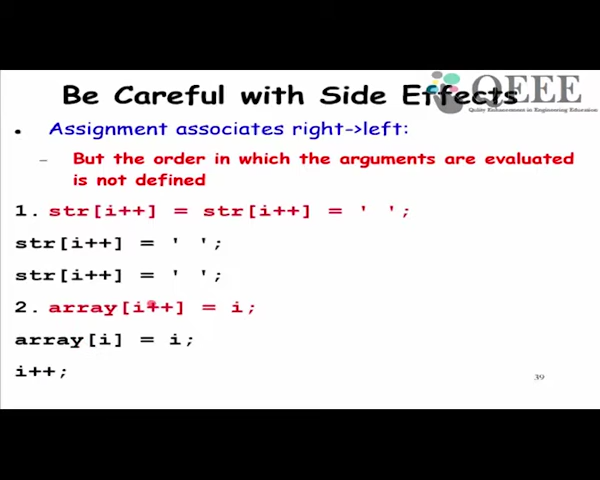 Be Careful with Side Effects
QEEE
Quality Enhancement in Engineering Education
• Assignment associates right->left:
– But the order in which the arguments are evaluated
is not defined
1. str[i++] = str[i++] = ' ';
str[i++] = ' ';
str[i++] = ' ';
2. array[i++] = i;
array[i] = i;
i++;
39